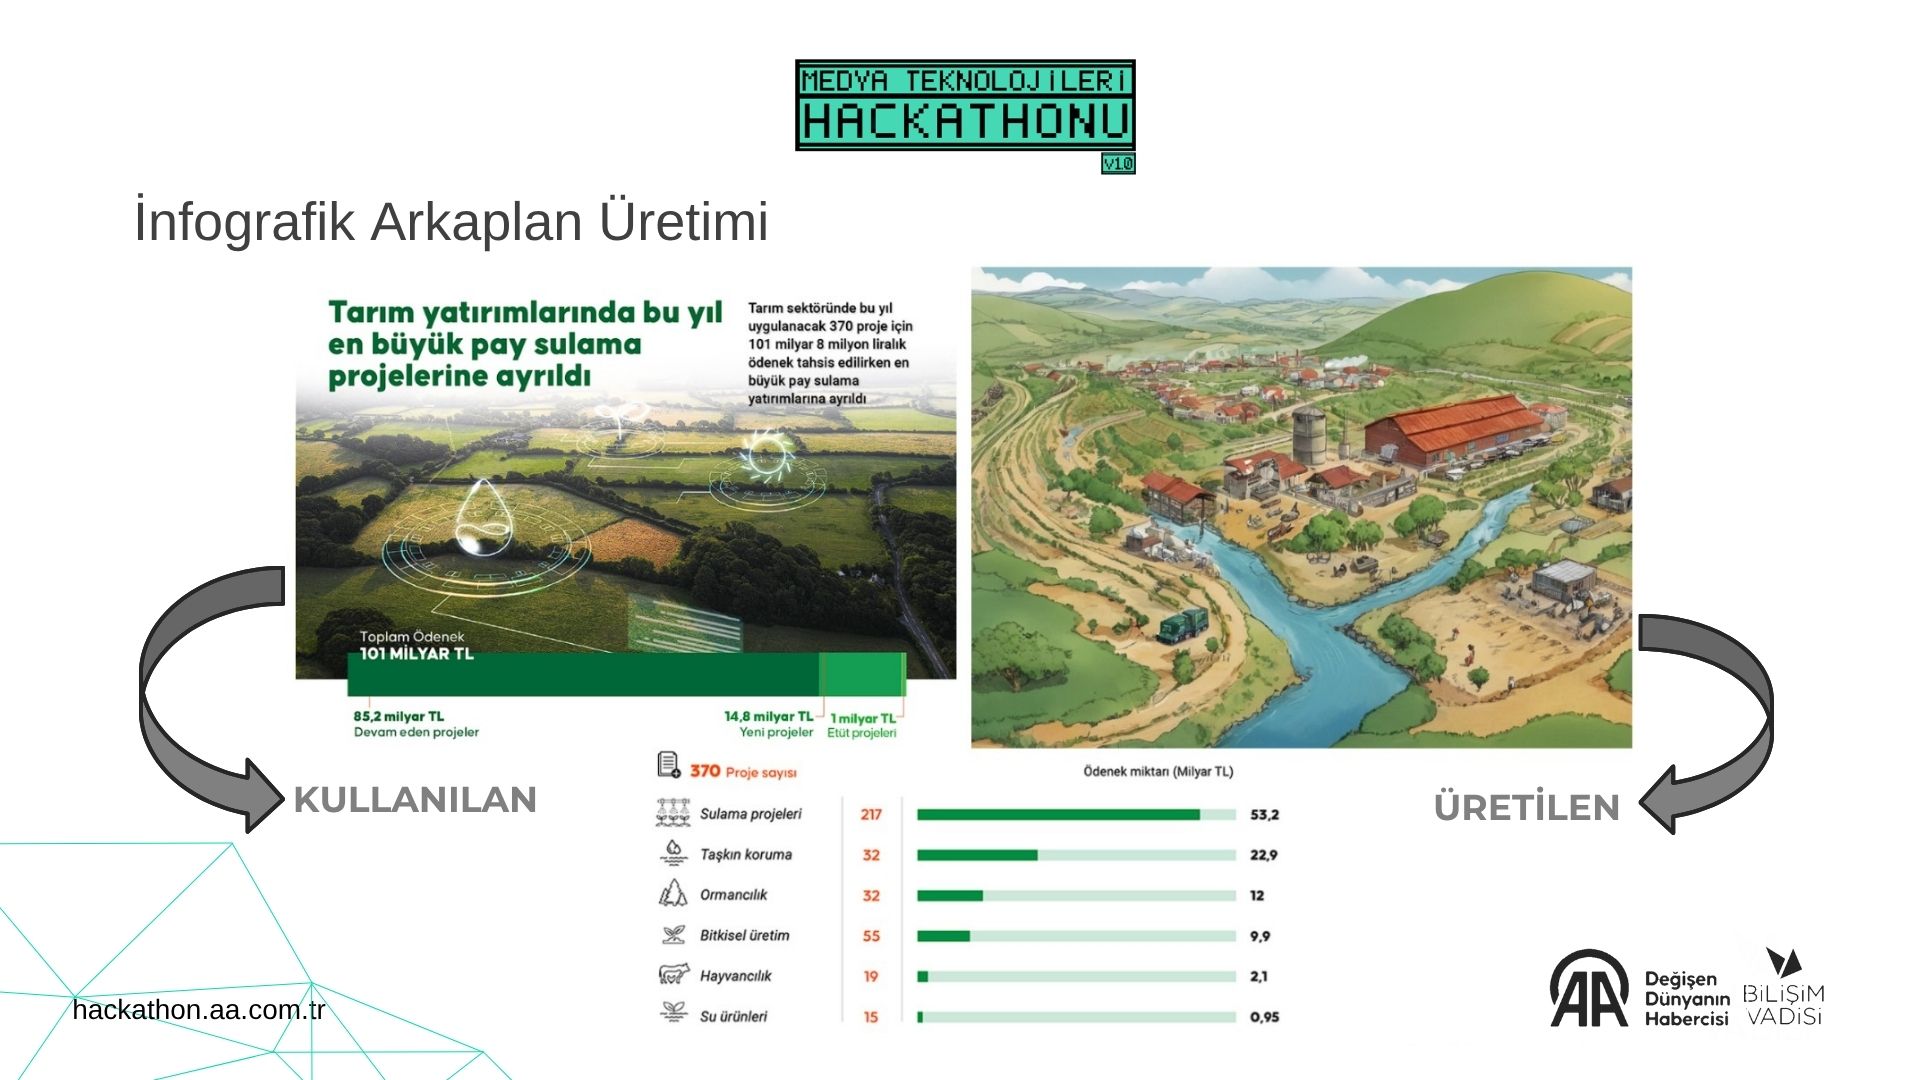 MEDYA TEKNOLOJİLERİ
HACKATHONU
v1.0
İnfografik Arkaplan Üretimi
Tarım yatırımlarında bu yıl
en büyük pay sulama
projelerine ayrıldı
Tarım sektöründe bu yıl
uygulanacak 370 proje için
101 milyar 8 milyon liralık
ödenek tahsis edilirken en
büyük pay sulama
yatırımlarına ayrıldı
Toplam Ödenek
101 MİLYAR TL
85,2 milyar TL
Devam eden projeler
14,8 milyar TL
Yeni projeler
1 milyar TL
Etüt projeleri
KULLANILAN
ÜRETİLEN
370 Proje sayısı
Ödenek miktarı (Milyar TL)
Sulama projeleri 217 53,2
Taşkın koruma 32 22,9
Ormancılık 32 12
Bitkisel üretim 55 9,9
Hayvancılık 19 2,1
Su ürünleri 15 0,95
hackathon.aa.com.tr
AA
Değişen
Dünyanın
Habercisi
BİLİŞİM
VADİSİ